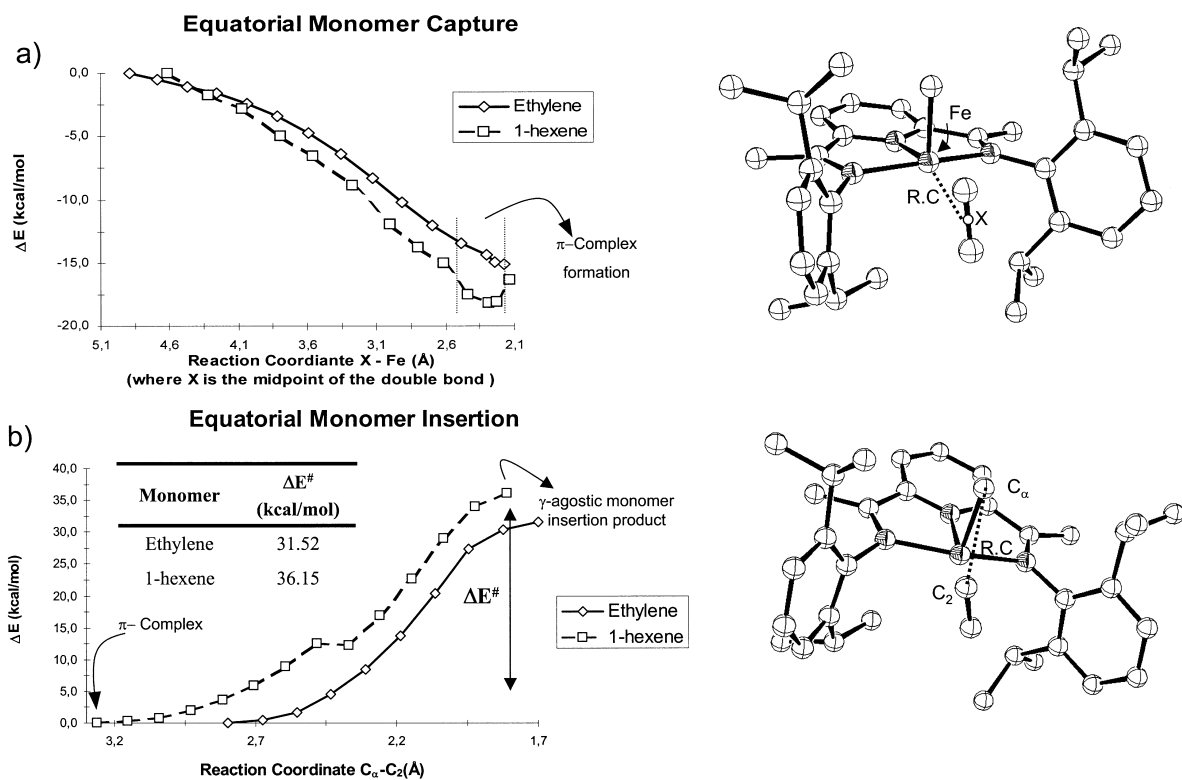 Equatorial Monomer Capture
a)
0,0
-5,0
-10,0
-15,0
-20,0
ΔE (kcal/mol)
Ethylene
1-hexene
π–Complex
formation
5,1 4,6 4,1 3,6 3,1 2,6 2,1
Reaction Coordiante X - Fe (Å)
(where X is the midpoint of the double bond )
Fe
R.C
X
Equatorial Monomer Insertion
b)
40,0
35,0
30,0
25,0
20,0
15,0
10,0
5,0
0,0
ΔE (kcal/mol)
Monomer ΔE#
(kcal/mol)
Ethylene 31.52
1-hexene 36.15
π– Complex
γ-agostic monomer
insertion product
ΔE#
Ethylene
1-hexene
3,2 2,7 2,2 1,7
Reaction Coordinate Cα-C2(Å)
Cα
R.C
C2